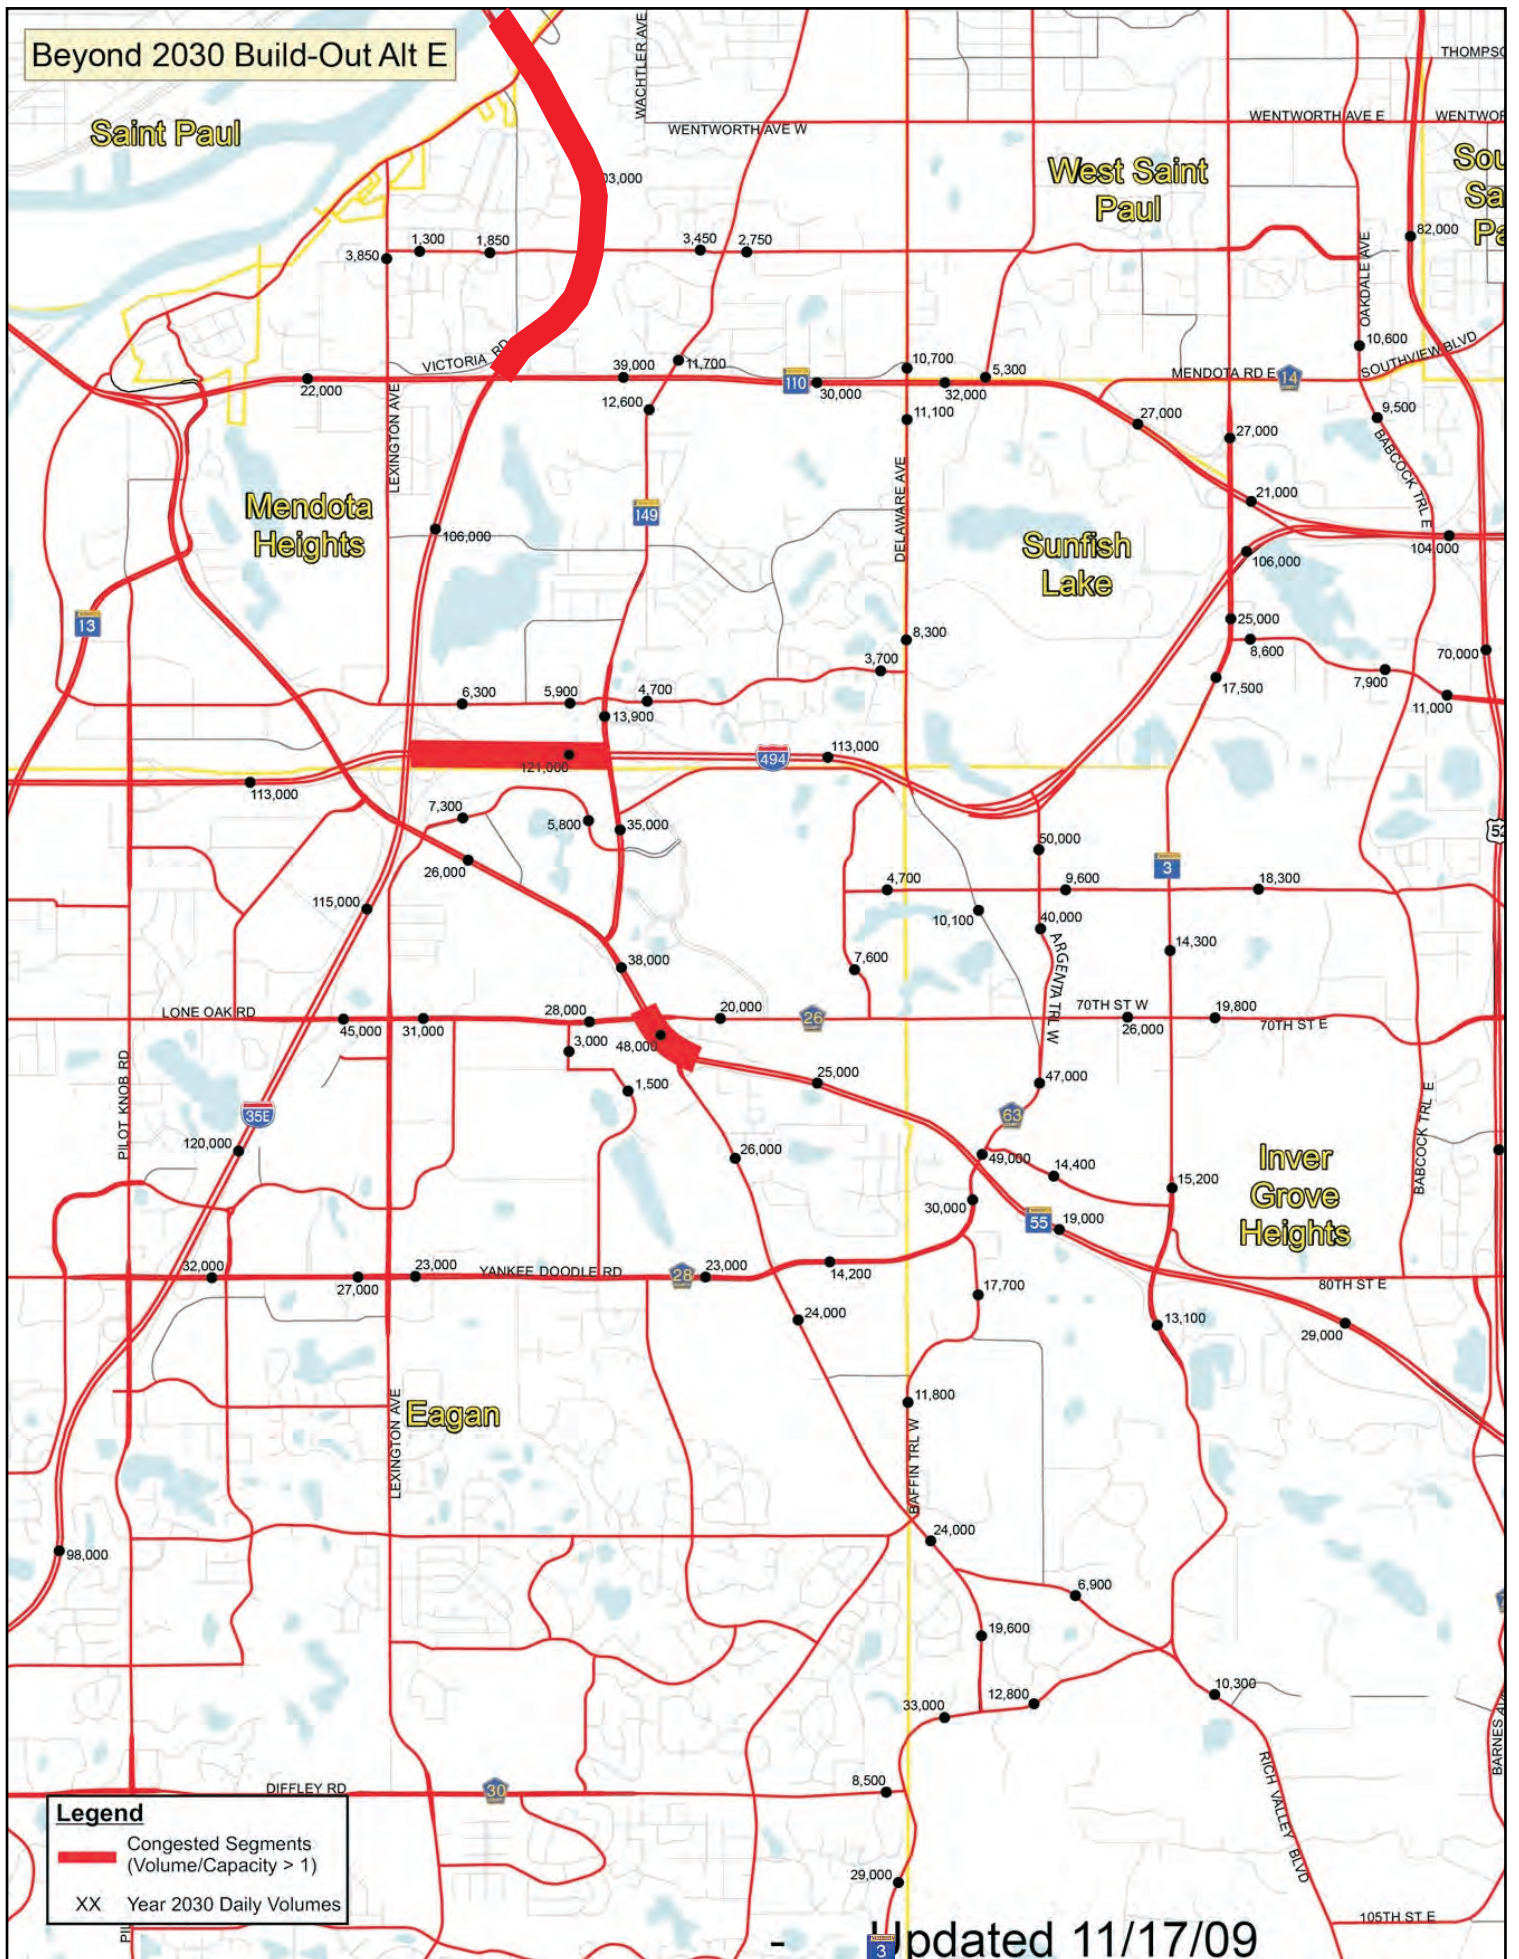 Beyond 2030 Build-Out Alt E
THOMPSO
WACHTLER AVE
Saint Paul
WENTWORTH AVE W
WENTWORTH AVE E
WENTWOR
West Saint
Paul
Sou
Sa
Pa
03,000
1,300
1,850
3,450
2,750
3,850
82,000
OAKDALE AVE
VICTORIA RD
22,000
39,000
11,700
12,600
110
30,000
10,700
32,000
5,300
11,100
MENDOTA RD E
14
10,600
SOUTHVIEW BLVD
9,500
27,000
27,000
BABCOCK TRL E
LEXINGTON AVE
Mendota
Heights
149
106,000
DELAWARE AVE
Sunfish
Lake
21,000
106,000
104,000
13
8,300
25,000
8,600
3,700
17,500
7,900
70,000
11,000
6,300
5,900
4,700
13,900
121,000
494
113,000
113,000
7,300
5,800
35,000
26,000
50,000
3
52
115,000
4,700
9,600
18,300
10,100
40,000
ARGENTA TRL W
14,300
38,000
7,600
LONE OAK RD
45,000
31,000
28,000
20,000
26
70TH ST W
26,000
19,800
70TH ST E
3,000
48,000
1,500
25,000
47,000
PILOT KNOB RD
35E
63
BABCOCK TRL E
120,000
26,000
49,000
14,400
15,200
Inver
Grove
Heights
30,000
55
19,000
32,000
27,000
23,000
YANKEE DOODLE RD
28
23,000
14,200
17,700
80TH ST E
24,000
13,100
29,000
LEXINGTON AVE
Eagan
11,800
BAFFIN TRL W
98,000
24,000
6,900
19,600
33,000
12,800
10,300
BARNES AV
RICH VALLEY BLVD
DIFFLEY RD
30
8,500
Legend
Congested Segments
(Volume/Capacity > 1)
XX Year 2030 Daily Volumes
PIL
29,000
105TH ST E
- Updated 11/17/09
3